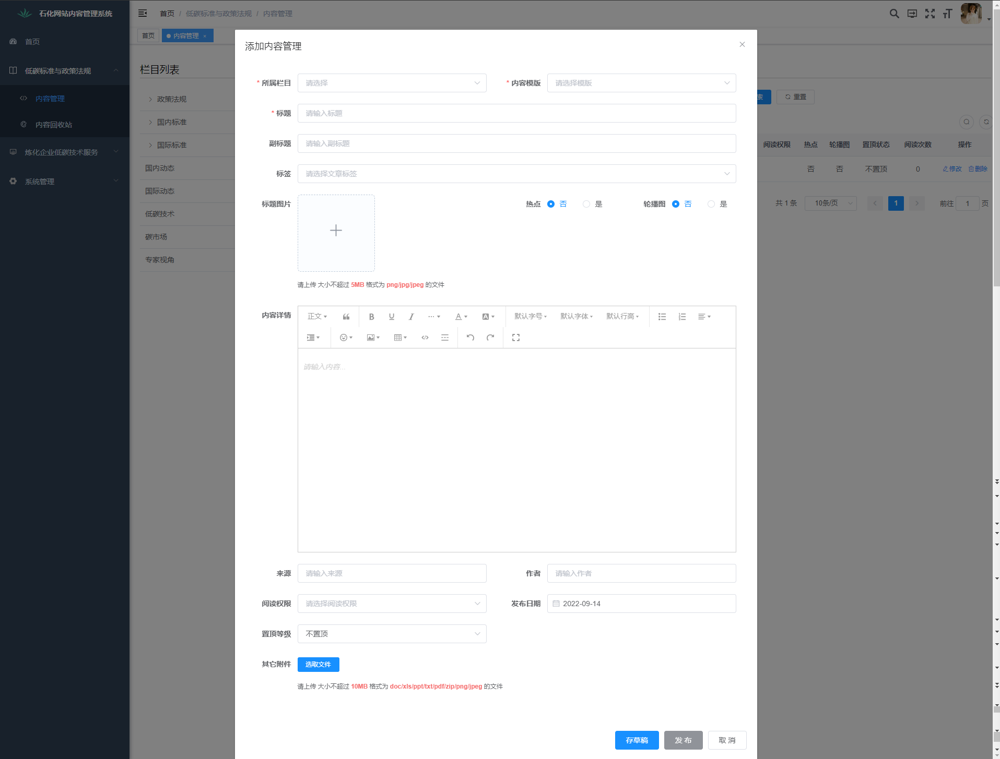 石化网站内容管理系统
首页 / 低碳标准与政策法规 / 内容管理
首页
内容管理 ×
首页
低碳标准与政策法规
内容管理
内容回收站
炼化企业低碳技术服务
系统管理
栏目列表
政策法规
国内标准
国际标准
国内动态
国际动态
低碳技术
碳市场
专家视角
添加内容管理
* 所属栏目 请选择
* 内容模版 请选择模版
* 标题 请输入标题
副标题 请输入副标题
标签 请选择文章标签
标题图片
热点 否 是
轮播图 否 是
请上传 大小不超过 5MB 格式为 png/jpg/jpeg 的文件
内容详情
正文 B U I ... A A 默认字号 默认字体 默认行高
请输入内容...
来源 请输入来源
作者 请输入作者
阅读权限 请选择阅读权限
发布日期 2022-09-14
置顶等级 不置顶
其它附件 选取文件
请上传 大小不超过 10MB 格式为 doc/xls/ppt/txt/pdf/zip/png/jpeg 的文件
存草稿 发 布 取 消
索 重置
阅读权限 热点 轮播图 置顶状态 阅读次数 操作
否 否 不置顶 0 修改 删除
共 1 条 10条/页 1 前往 1 页